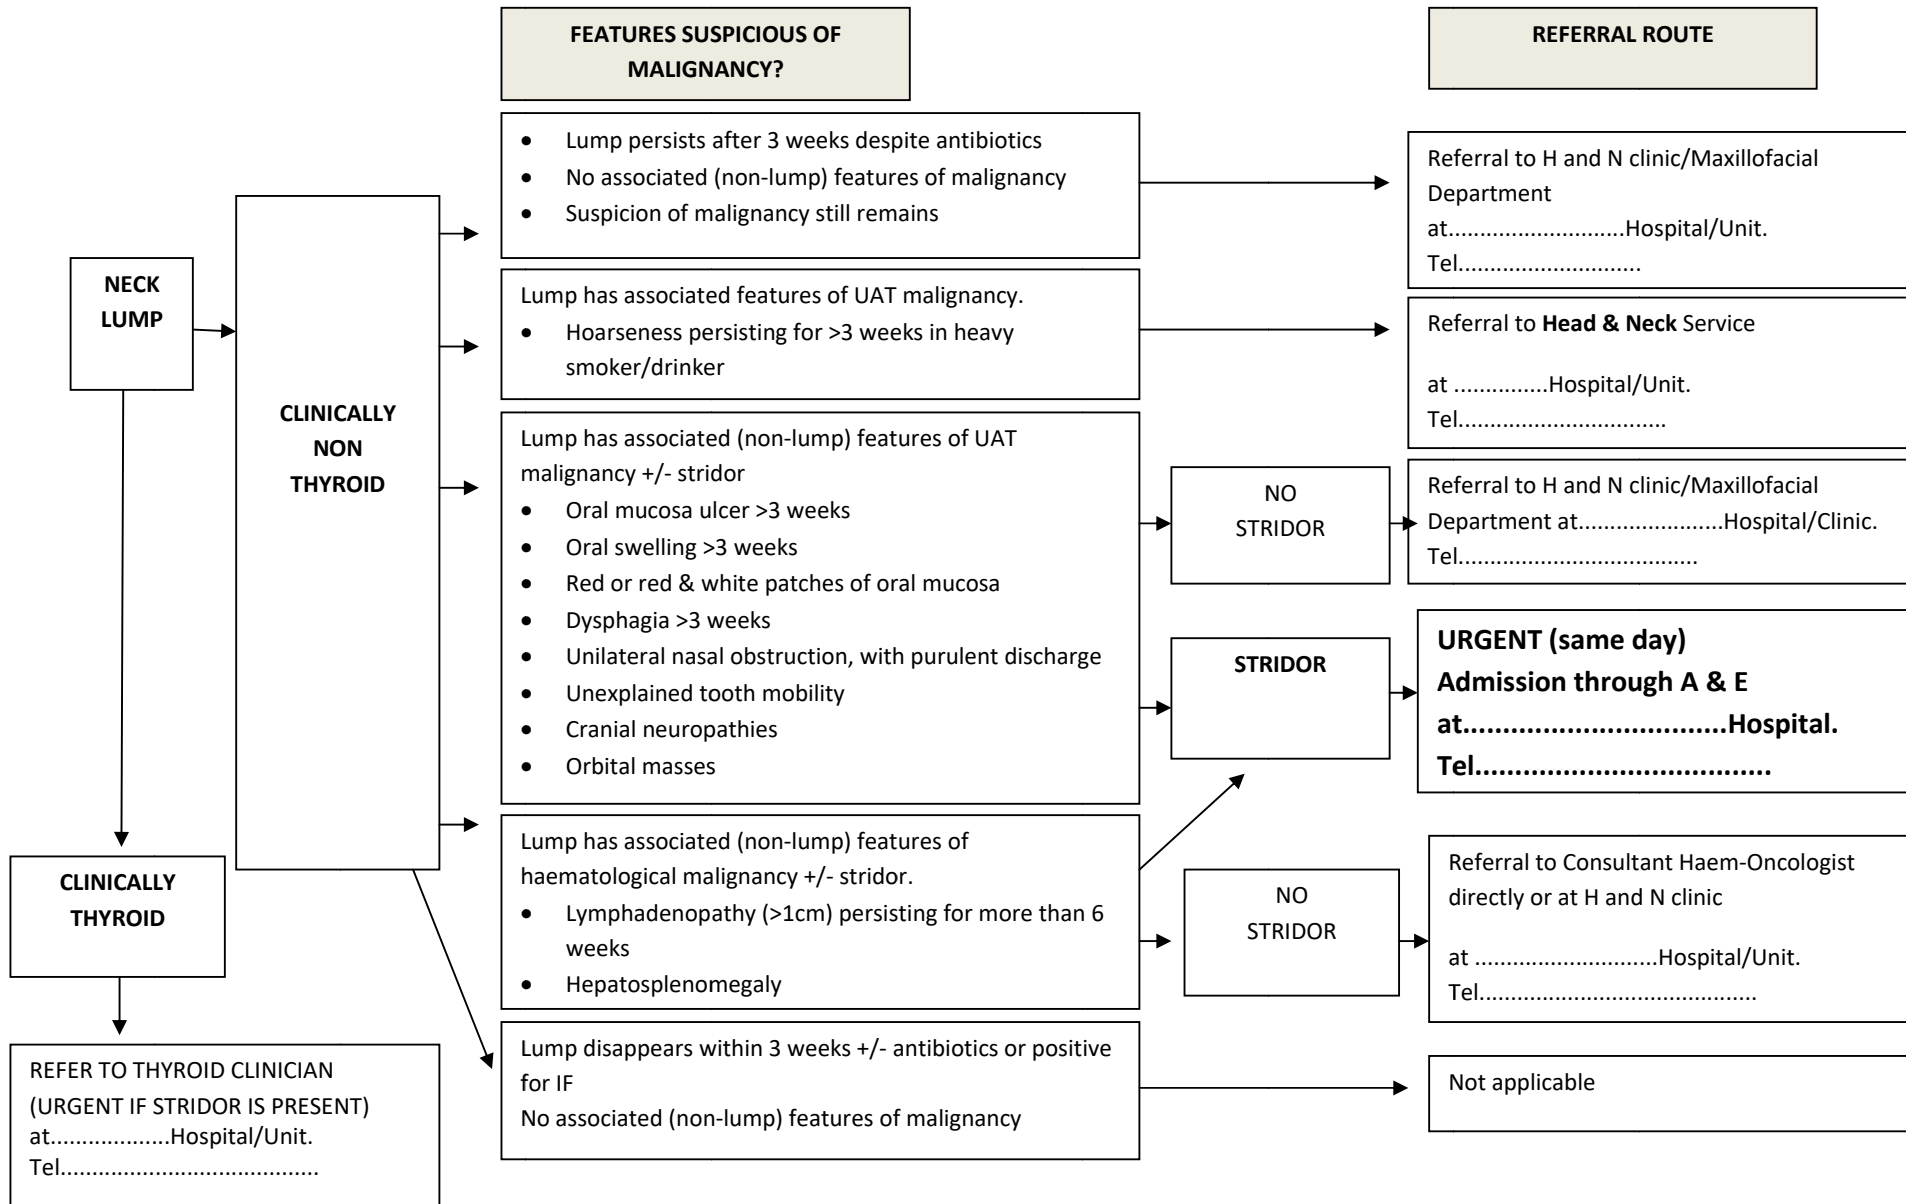 FEATURES SUSPICIOUS OF
MALIGNANCY?
REFERRAL ROUTE
NECK
LUMP
CLINICALLY
NON
THYROID
• Lump persists after 3 weeks despite antibiotics
• No associated (non-lump) features of malignancy
• Suspicion of malignancy still remains
Referral to H and N clinic/Maxillofacial
Department
at............................Hospital/Unit.
Tel.............................
Lump has associated features of UAT malignancy.
• Hoarseness persisting for >3 weeks in heavy
smoker/drinker
Referral to Head & Neck Service
at ...............Hospital/Unit.
Tel.................................
Lump has associated (non-lump) features of UAT
malignancy +/- stridor
• Oral mucosa ulcer >3 weeks
• Oral swelling >3 weeks
• Red or red & white patches of oral mucosa
• Dysphagia >3 weeks
• Unilateral nasal obstruction, with purulent discharge
• Unexplained tooth mobility
• Cranial neuropathies
• Orbital masses
NO
STRIDOR
Referral to H and N clinic/Maxillofacial
Department at.......................Hospital/Clinic.
Tel......................................
STRIDOR
URGENT (same day)
Admission through A & E
at.................................Hospital.
Tel.....................................
Lump has associated (non-lump) features of
haematological malignancy +/- stridor.
• Lymphadenopathy (>1cm) persisting for more than 6
weeks
• Hepatosplenomegaly
NO
STRIDOR
Referral to Consultant Haem-Oncologist
directly or at H and N clinic
at .............................Hospital/Unit.
Tel............................................
Lump disappears within 3 weeks +/- antibiotics or positive
for IF
No associated (non-lump) features of malignancy
Not applicable
CLINICALLY
THYROID
REFER TO THYROID CLINICIAN
(URGENT IF STRIDOR IS PRESENT)
at...................Hospital/Unit.
Tel.........................................